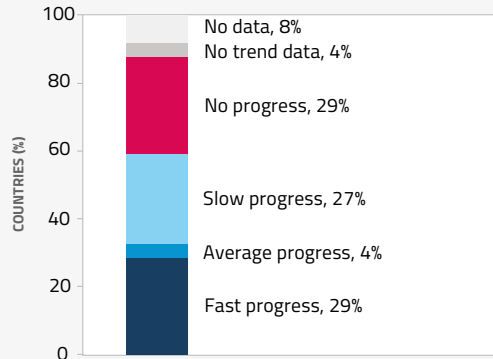 COUNTRIES (%)
100
80
60
40
20
0
No data, 8%
No trend data, 4%
No progress, 29%
Slow progress, 27%
Average progress, 4%
Fast progress, 29%